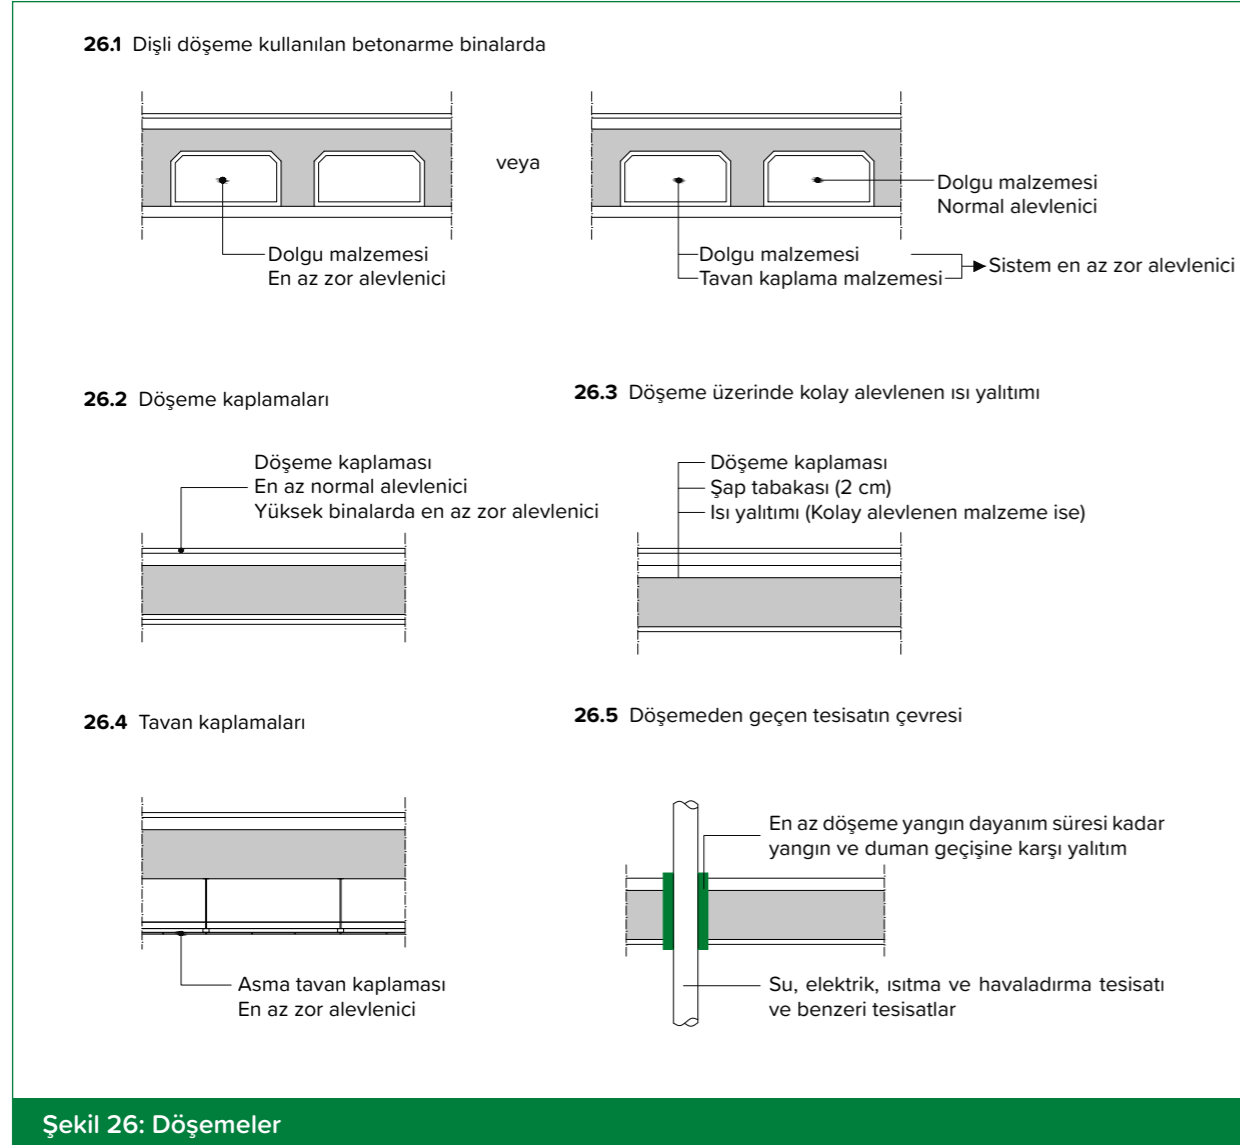 26.1 Dişli döşeme kullanılan betonarme binalarda
veya
Dolgu malzemesi
En az zor alevlenici
Dolgu malzemesi
Normal alevlenici
Dolgu malzemesi
Tavan kaplama malzemesi
Sistem en az zor alevlenici
26.2 Döşeme kaplamaları
Döşeme kaplaması
En az normal alevlenici
Yüksek binalarda en az zor alevlenici
26.3 Döşeme üzerinde kolay alevlenen ısı yalıtımı
Döşeme kaplaması
Şap tabakası (2 cm)
Isı yalıtımı (Kolay alevlenen malzeme ise)
26.4 Tavan kaplamaları
Asma tavan kaplaması
En az zor alevlenici
26.5 Döşemeden geçen tesisatın çevresi
En az döşeme yangın dayanım süresi kadar
yangın ve duman geçişine karşı yalıtım
Su, elektrik, ısıtma ve havaladırma tesisatı
ve benzeri tesisatlar
Şekil 26: Döşemeler